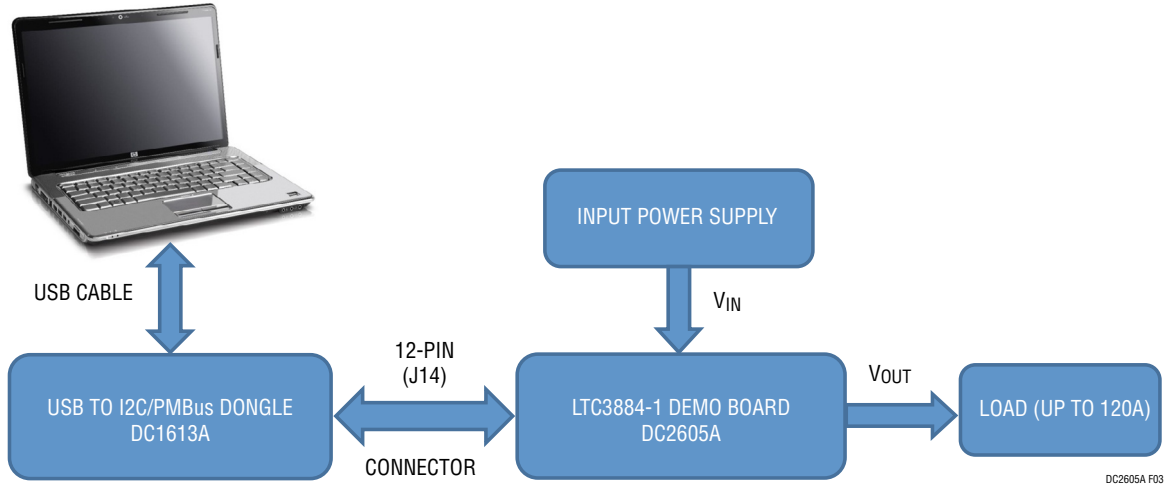 USB CABLE
INPUT POWER SUPPLY
VIN
USB TO I2C/PMBus DONGLE
DC1613A
12-PIN
(J14)
CONNECTOR
LTC3884-1 DEMO BOARD
DC2605A
VOUT
LOAD (UP TO 120A)
DC2605A F03